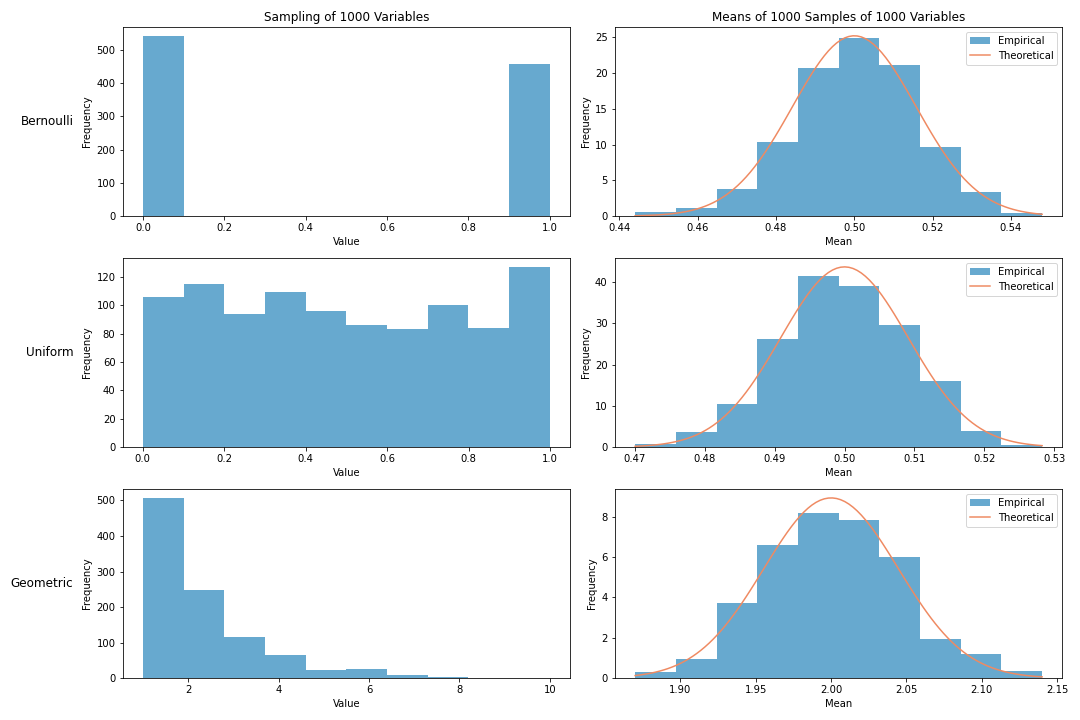 Sampling of 1000 Variables
Means of 1000 Samples of 1000 Variables
Bernoulli
Frequency
500
400
300
200
100
0
0.0 0.2 0.4 0.6 0.8 1.0
Value
Frequency
25
20
15
10
5
0
0.44 0.46 0.48 0.50 0.52 0.54
Mean
Empirical
Theoretical
Uniform
Frequency
120
100
80
60
40
20
0
0.0 0.2 0.4 0.6 0.8 1.0
Value
Frequency
40
30
20
10
0
0.47 0.48 0.49 0.50 0.51 0.52 0.53
Mean
Empirical
Theoretical
Geometric
Frequency
500
400
300
200
100
0
2 4 6 8 10
Value
Frequency
8
6
4
2
0
1.90 1.95 2.00 2.05 2.10 2.15
Mean
Empirical
Theoretical